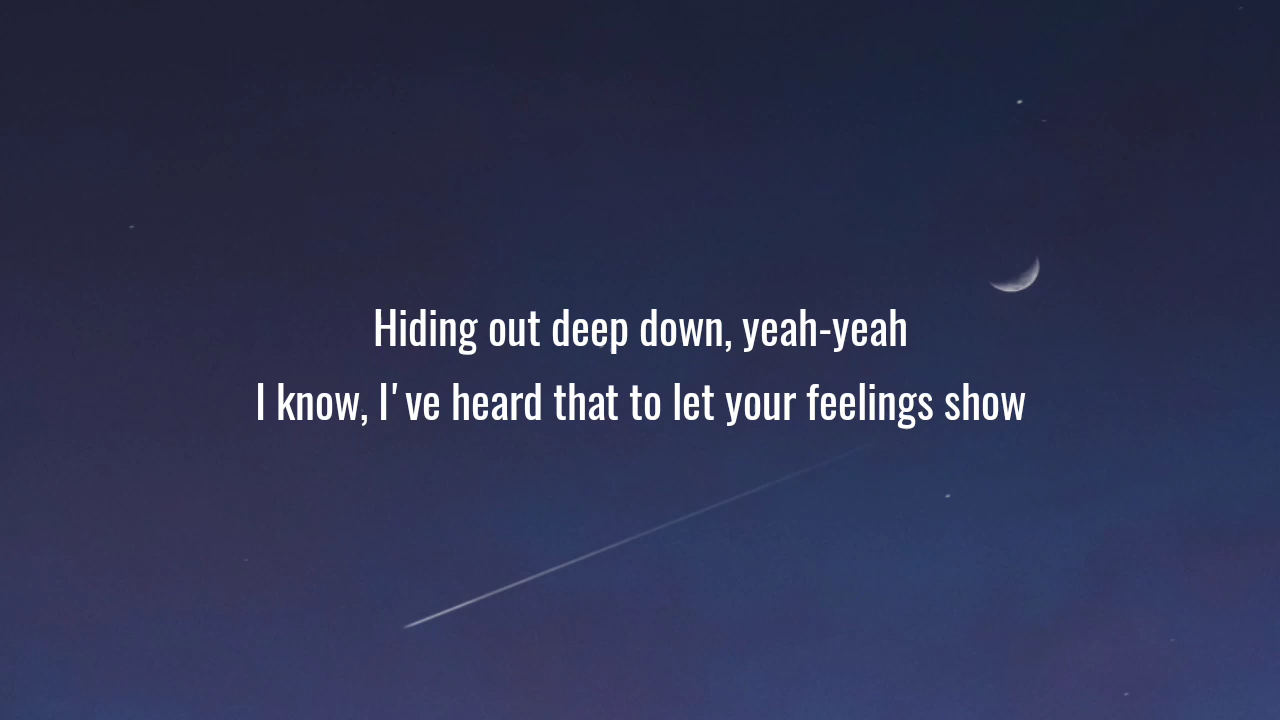 Hiding out deep down, yeah-yeah
I know, I've heard that to let your feelings show